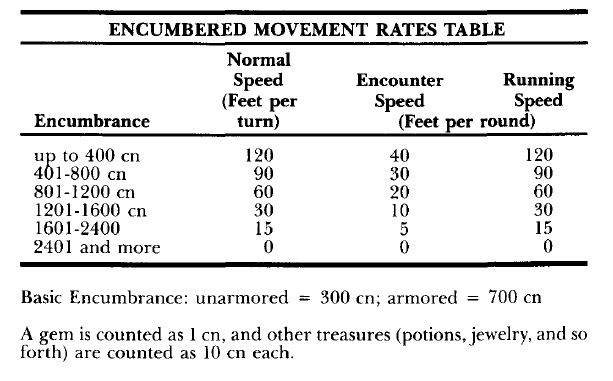 ENCUMBERED MOVEMENT RATES TABLE
Normal
Speed Encounter Running
(Feet per Speed Speed
Encumbrance turn) (Feet per round)
up to 400 cn 120 40 120
401-800 cn 90 30 90
801-1200 cn 60 20 60
1201-1600 cn 30 10 30
1601-2400 15 5 15
2401 and more 0 0 0
Basic Encumbrance: unarmored = 300 cn; armored = 700 cn
A gem is counted as 1 cn, and other treasures (potions, jewelry, and so
forth) are counted as 10 cn each.